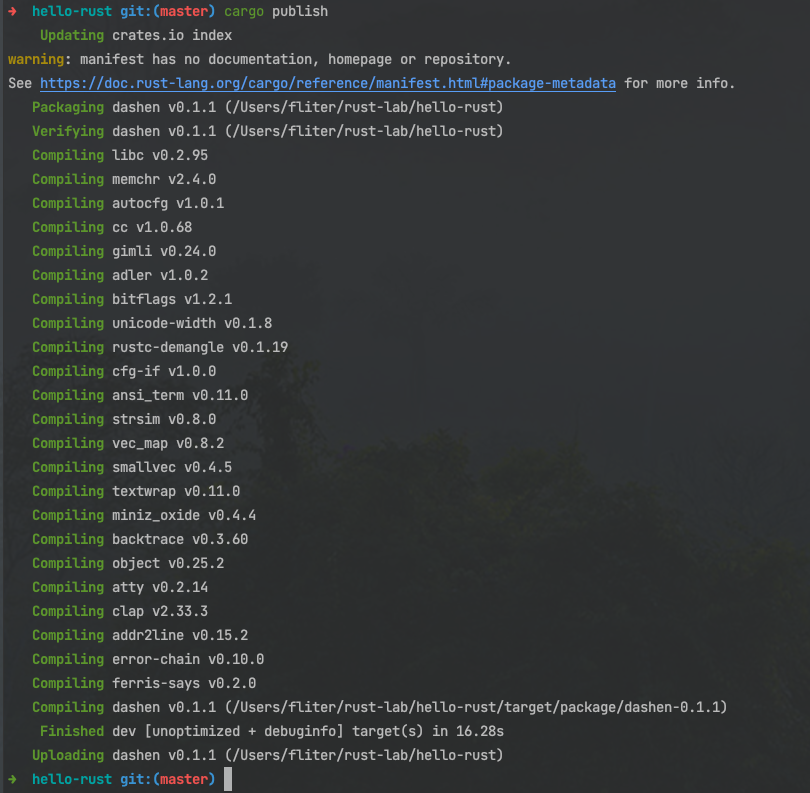 ➜ hello-rust git:(master) cargo publish
Updating crates.io index
warning: manifest has no documentation, homepage or repository.
See https://doc.rust-lang.org/cargo/reference/manifest.html#package-metadata for more info.
Packaging dashen v0.1.1 (/Users/fliter/rust-lab/hello-rust)
Verifying dashen v0.1.1 (/Users/fliter/rust-lab/hello-rust)
Compiling libc v0.2.95
Compiling memchr v2.4.0
Compiling autocfg v1.0.1
Compiling cc v1.0.68
Compiling gimli v0.24.0
Compiling adler v1.0.2
Compiling bitflags v1.2.1
Compiling unicode-width v0.1.8
Compiling rustc-demangle v0.1.19
Compiling cfg-if v1.0.0
Compiling ansi_term v0.11.0
Compiling strsim v0.8.0
Compiling vec_map v0.8.2
Compiling smallvec v0.4.5
Compiling textwrap v0.11.0
Compiling miniz_oxide v0.4.4
Compiling backtrace v0.3.60
Compiling object v0.25.2
Compiling atty v0.2.14
Compiling clap v2.33.3
Compiling addr2line v0.15.2
Compiling error-chain v0.10.0
Compiling ferris-says v0.2.0
Compiling dashen v0.1.1 (/Users/fliter/rust-lab/hello-rust/target/package/dashen-0.1.1)
Finished dev [unoptimized + debuginfo] target(s) in 16.28s
Uploading dashen v0.1.1 (/Users/fliter/rust-lab/hello-rust)
➜ hello-rust git:(master)